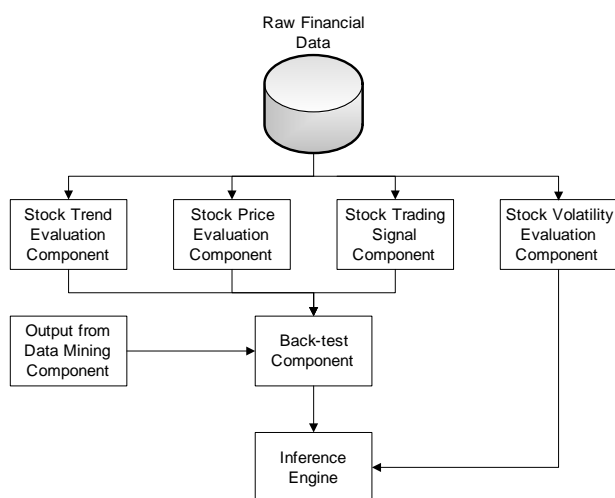 Raw Financial
Data
Stock Trend
Evaluation
Component
Stock Price
Evaluation
Component
Stock Trading
Signal
Component
Stock Volatility
Evaluation
Component
Output from
Data Mining
Component
Back-test
Component
Inference
Engine